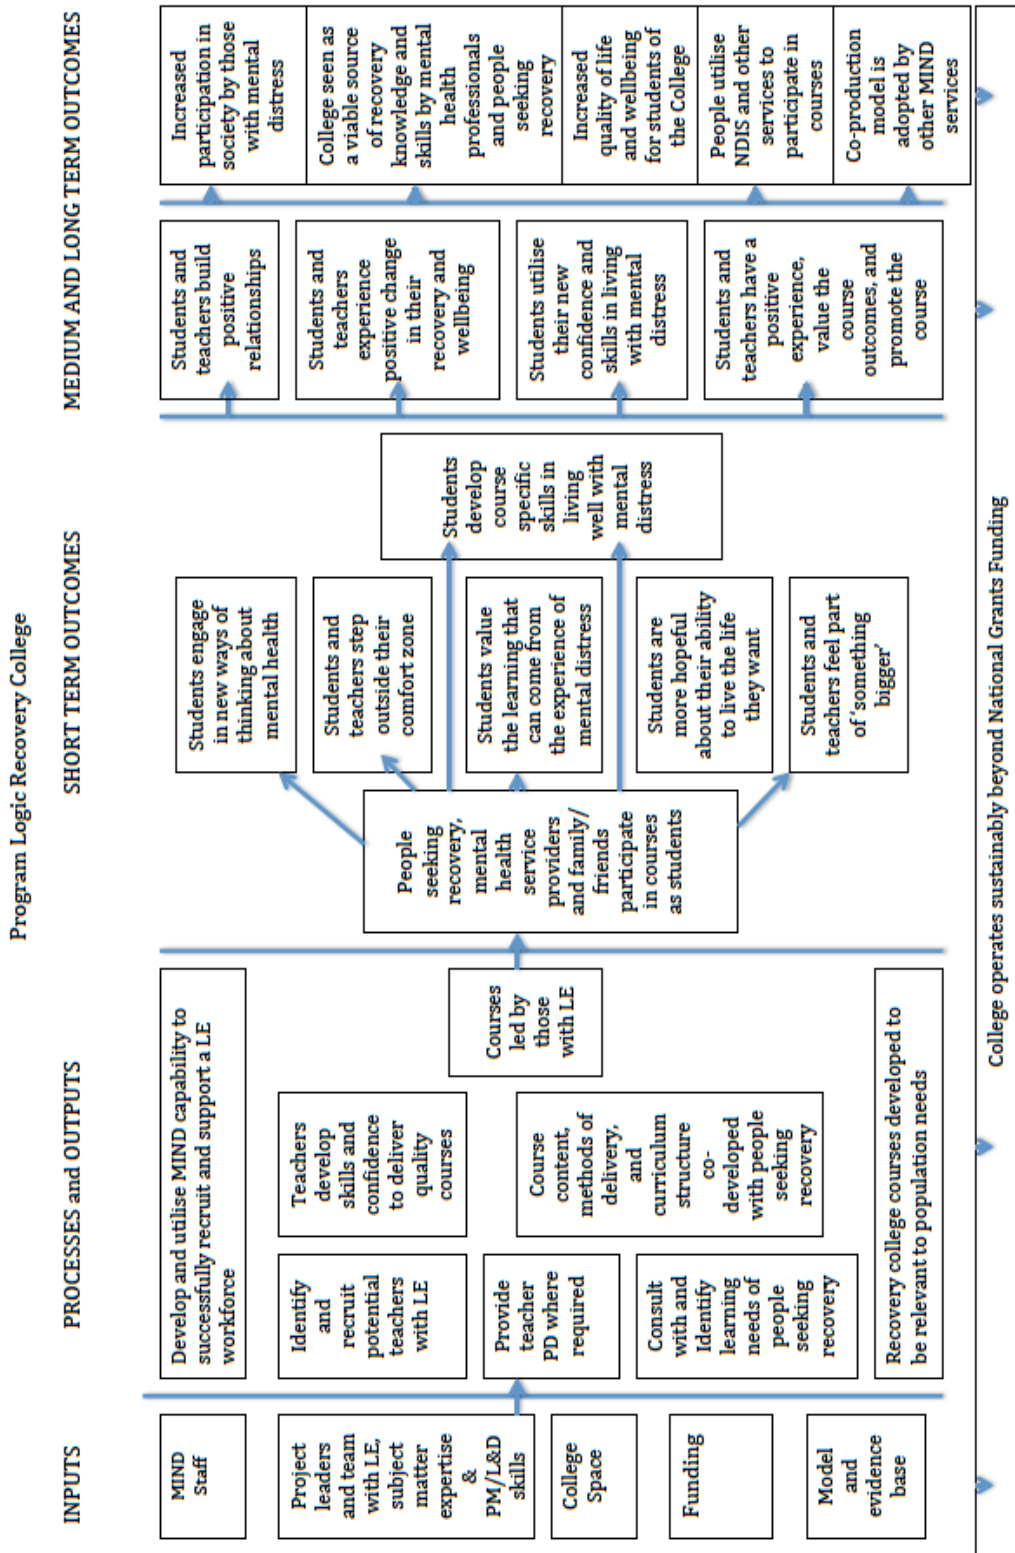 Program Logic Recovery College
INPUTS
PROCESSES and OUTPUTS
SHORT TERM OUTCOMES
MEDIUM AND LONG TERM OUTCOMES
MIND
Staff
Project
leaders
and team
with LE,
subject
matter
expertise
&
PM/L&D
skills
College
Space
Funding
Model
and
evidence
base
Develop and utilise MIND capability to
successfully recruit and support a LE
workforce
Identify
and
recruit
potential
teachers
with LE
Teachers
develop
skills and
confidence
to deliver
quality
courses
Provide
teacher
PD where
required
Consult
with and
Identify
learning
needs of
people
seeking
recovery
Course
content,
methods of
delivery,
and
curriculum
structure
co-
developed
with people
seeking
recovery
Recovery college courses developed to
be relevant to population needs
Courses
led by
those
with LE
People
seeking
recovery,
mental
health
service
providers
and family/
friends
participate
in courses
as students
Students engage
in new ways of
thinking about
mental health
Students and
teachers step
outside their
comfort zone
Students value
the learning that
can come from
the experience of
mental distress
Students are
more hopeful
about their ability
to live the life
they want
Students and
teachers feel part
of ‘something
bigger’
Students
develop
course
specific
skills in
living
well with
mental
distress
Students and
teachers build
positive
relationships
Students and
teachers
experience
positive change
in their
recovery and
wellbeing
Students utilise
their new
confidence and
skills in living
with mental
distress
Students and
teachers have a
positive
experience,
value the
course
outcomes, and
promote the
course
Increased
participation in
society by those
with mental
distress
College seen as
a viable source
of recovery
knowledge and
skills by mental
health
professionals
and people
seeking
recovery
Increased
quality of life
and wellbeing
for students of
the College
People utilise
NDIS and other
services to
participate in
courses
Co-production
model is
adopted by
other MIND
services
College operates sustainably beyond National Grants Funding